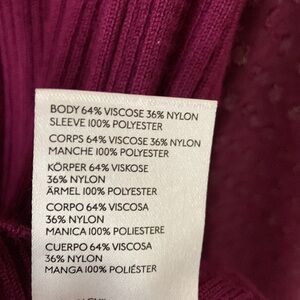 BODY 64% VISCOSE 36% NYLON
SLEEVE 100% POLYESTER
CORPS 64% VISCOSE 36% NYLON
MANCHE 100% POLYESTER
KÖRPER 64% VISKOSE
36% NYLON
ÄRMEL 100% POLYESTER
CORPO 64% VISCOSA
36% NYLON
MANICA 100% POLIESTERE
CUERPO 64% VISCOSA
36% NYLON
MANGA 100% POLIÉSTER